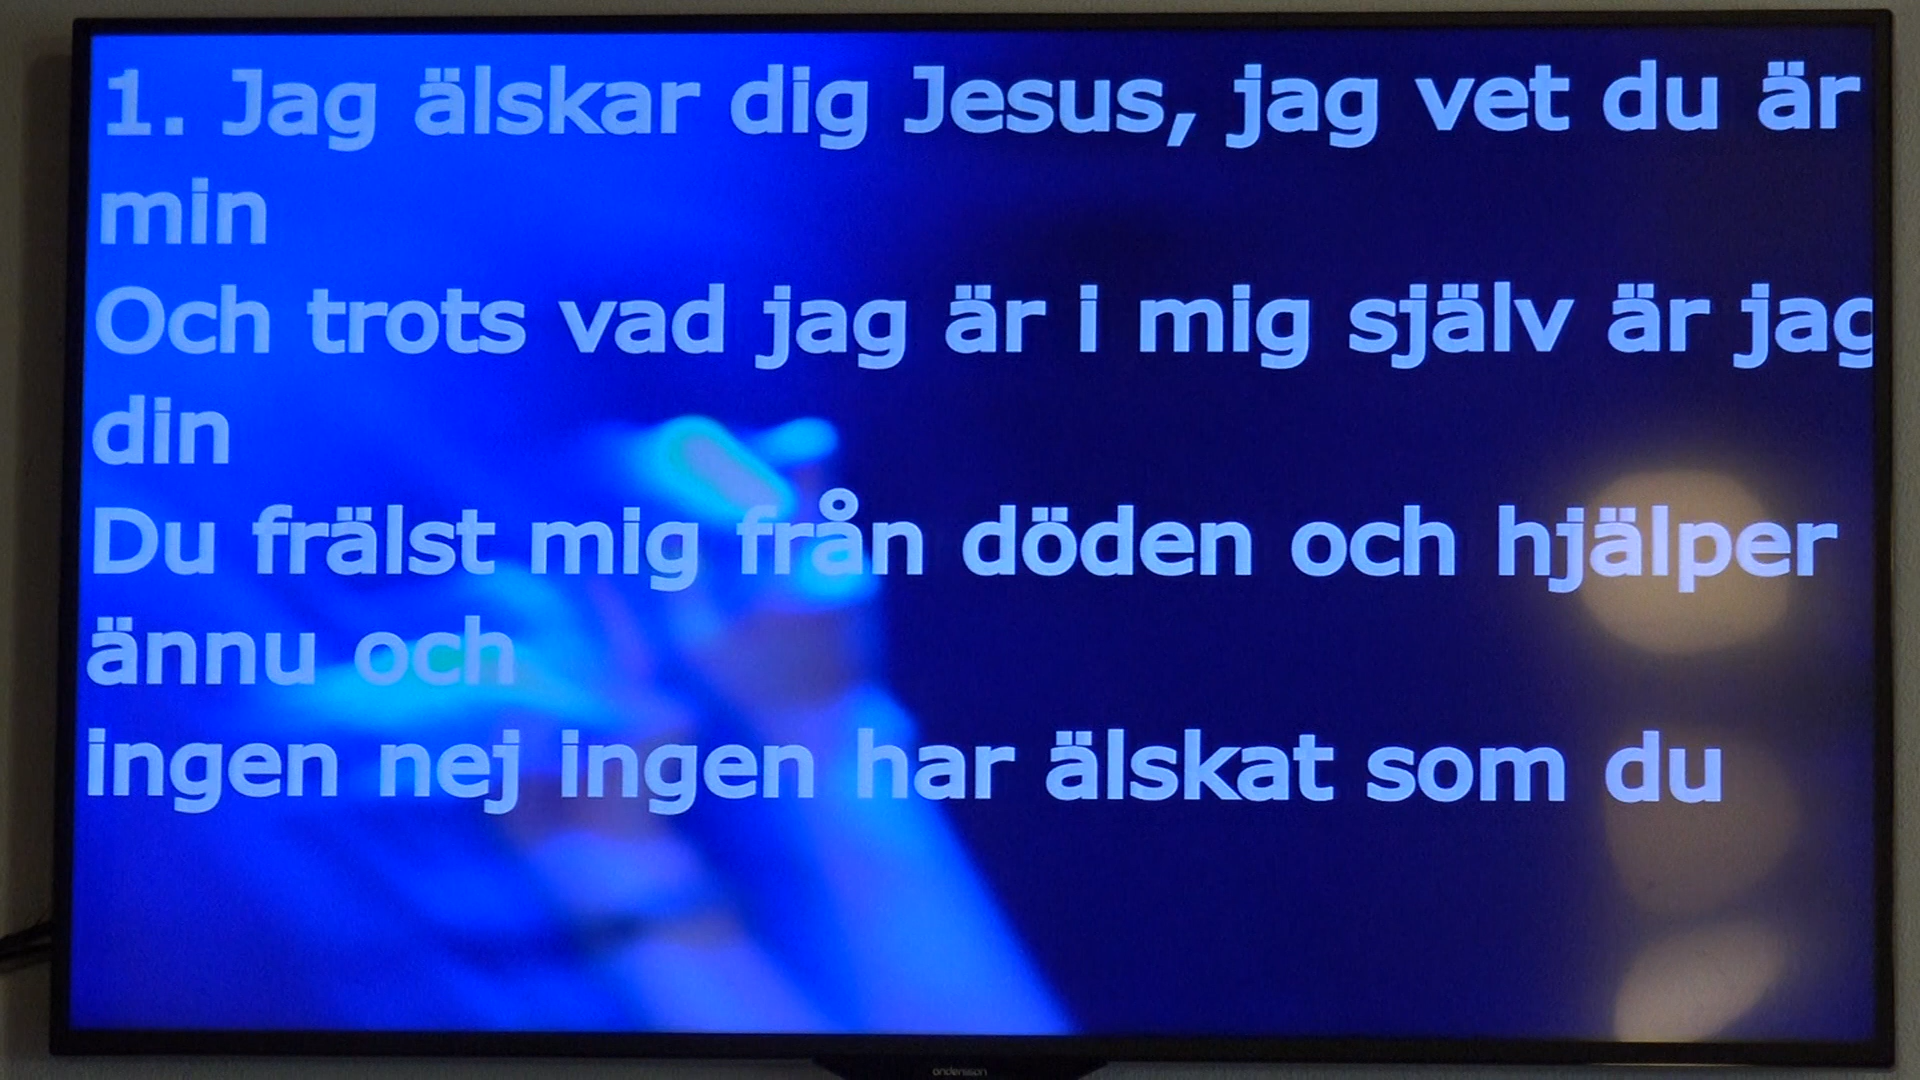 1. Jag älskar dig Jesus, jag vet du är
min
Och trots vad jag är i mig själv är jag
din
Du frälst mig från döden och hjälper
ännu och
ingen nej ingen har älskat som du
andersson